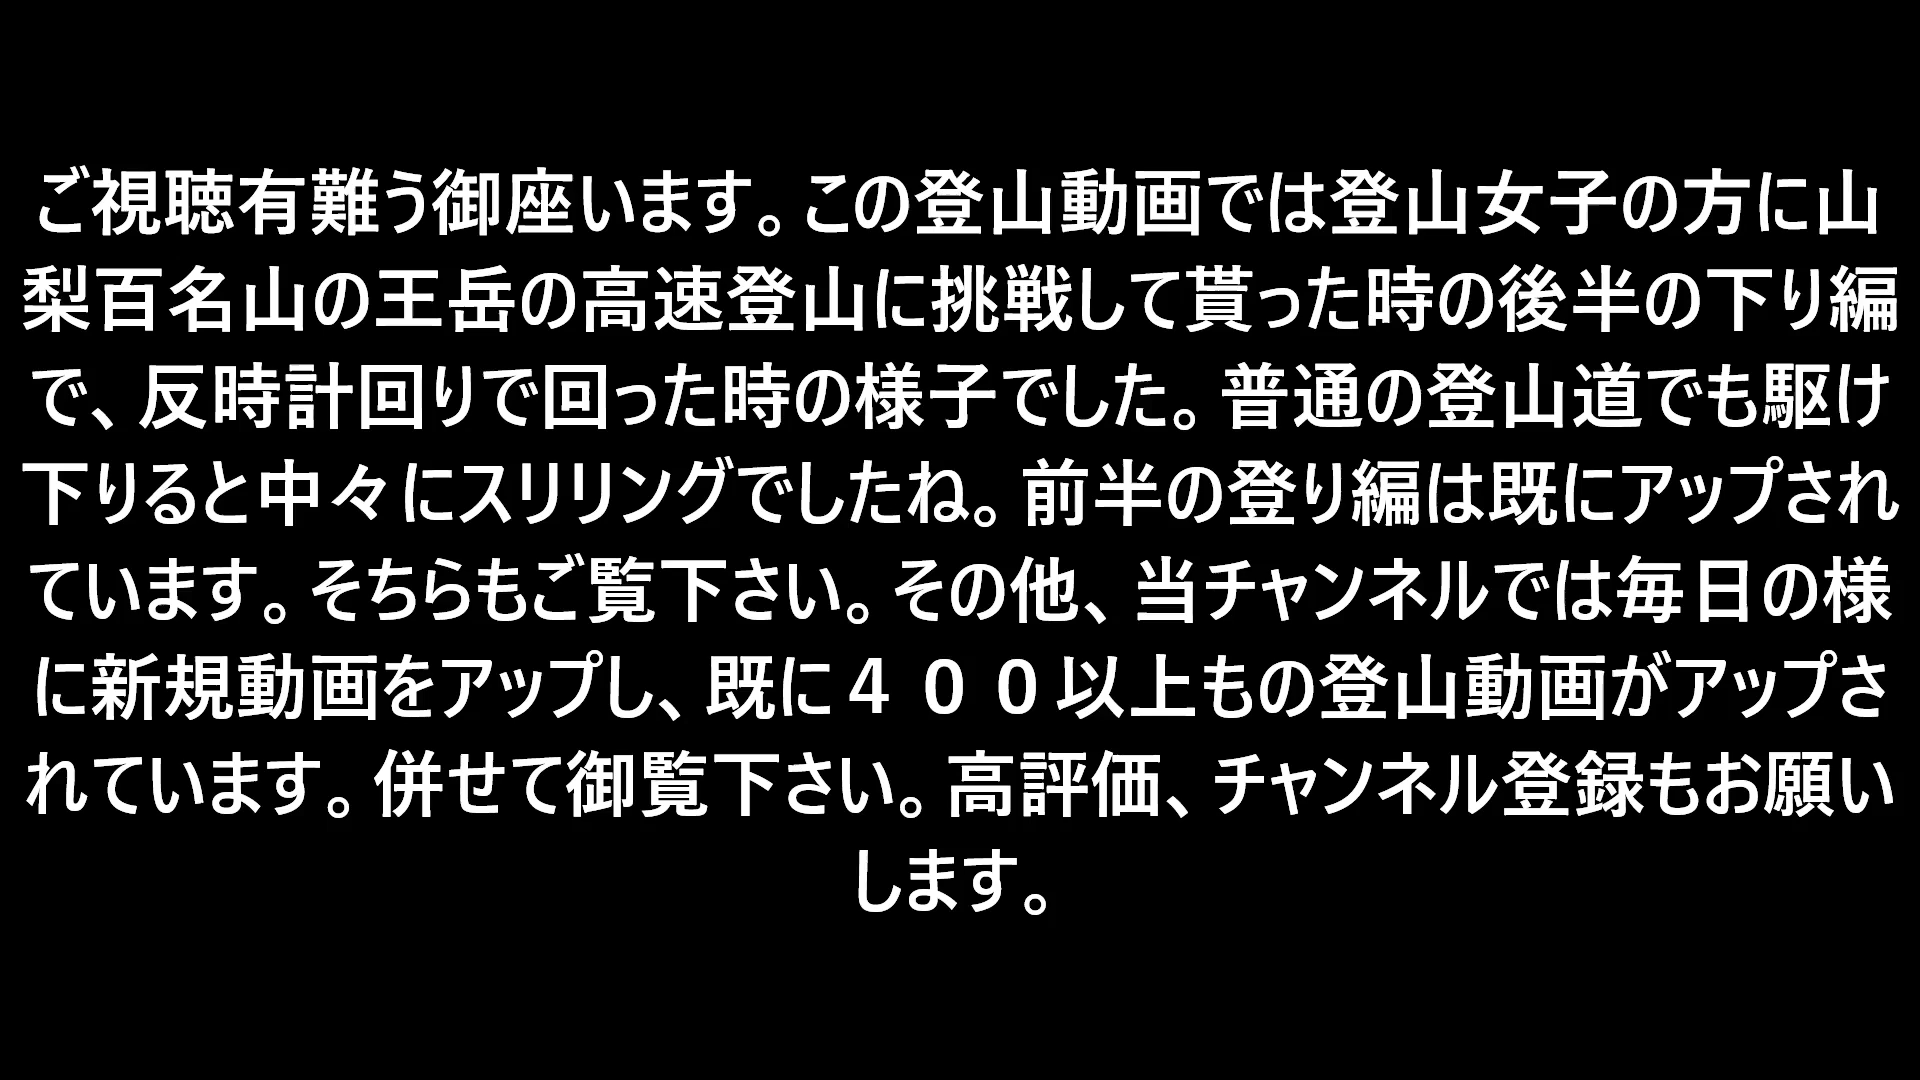 ご視聴有難う御座います。この登山動画では登山女子の方に山
梨百名山の王岳の高速登山に挑戦して貰った時の後半の下り編
で、反時計回りで回った時の様子でした。普通の登山道でも駆け
下りると中々にスリリングでしたね。前半の登り編は既にアップされ
ています。そちらもご覧下さい。その他、当チャンネルでは毎日の様
に新規動画をアップし、既に４００以上もの登山動画がアップさ
れています。併せて御覧下さい。高評価、チャンネル登録もお願い
します。